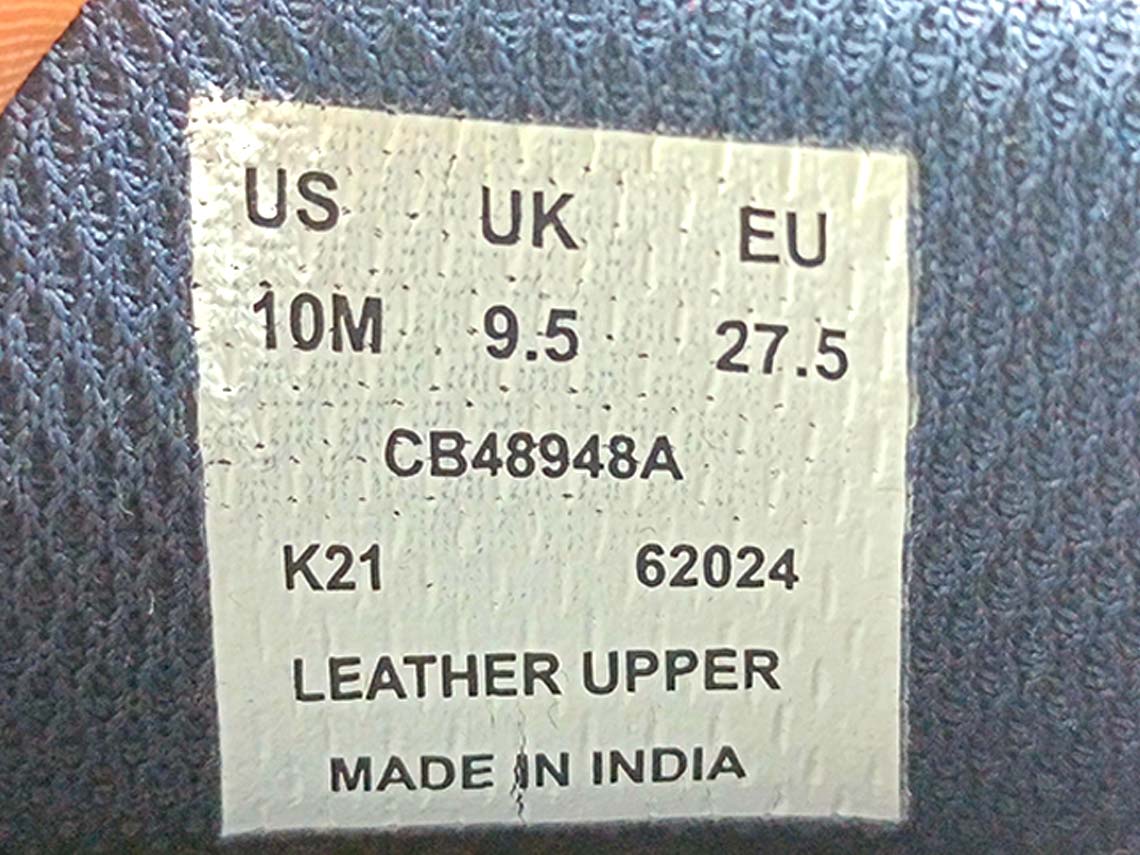 US UK EU
10M 9.5 27.5
CB48948A
K21 62024
LEATHER UPPER
MADE IN INDIA